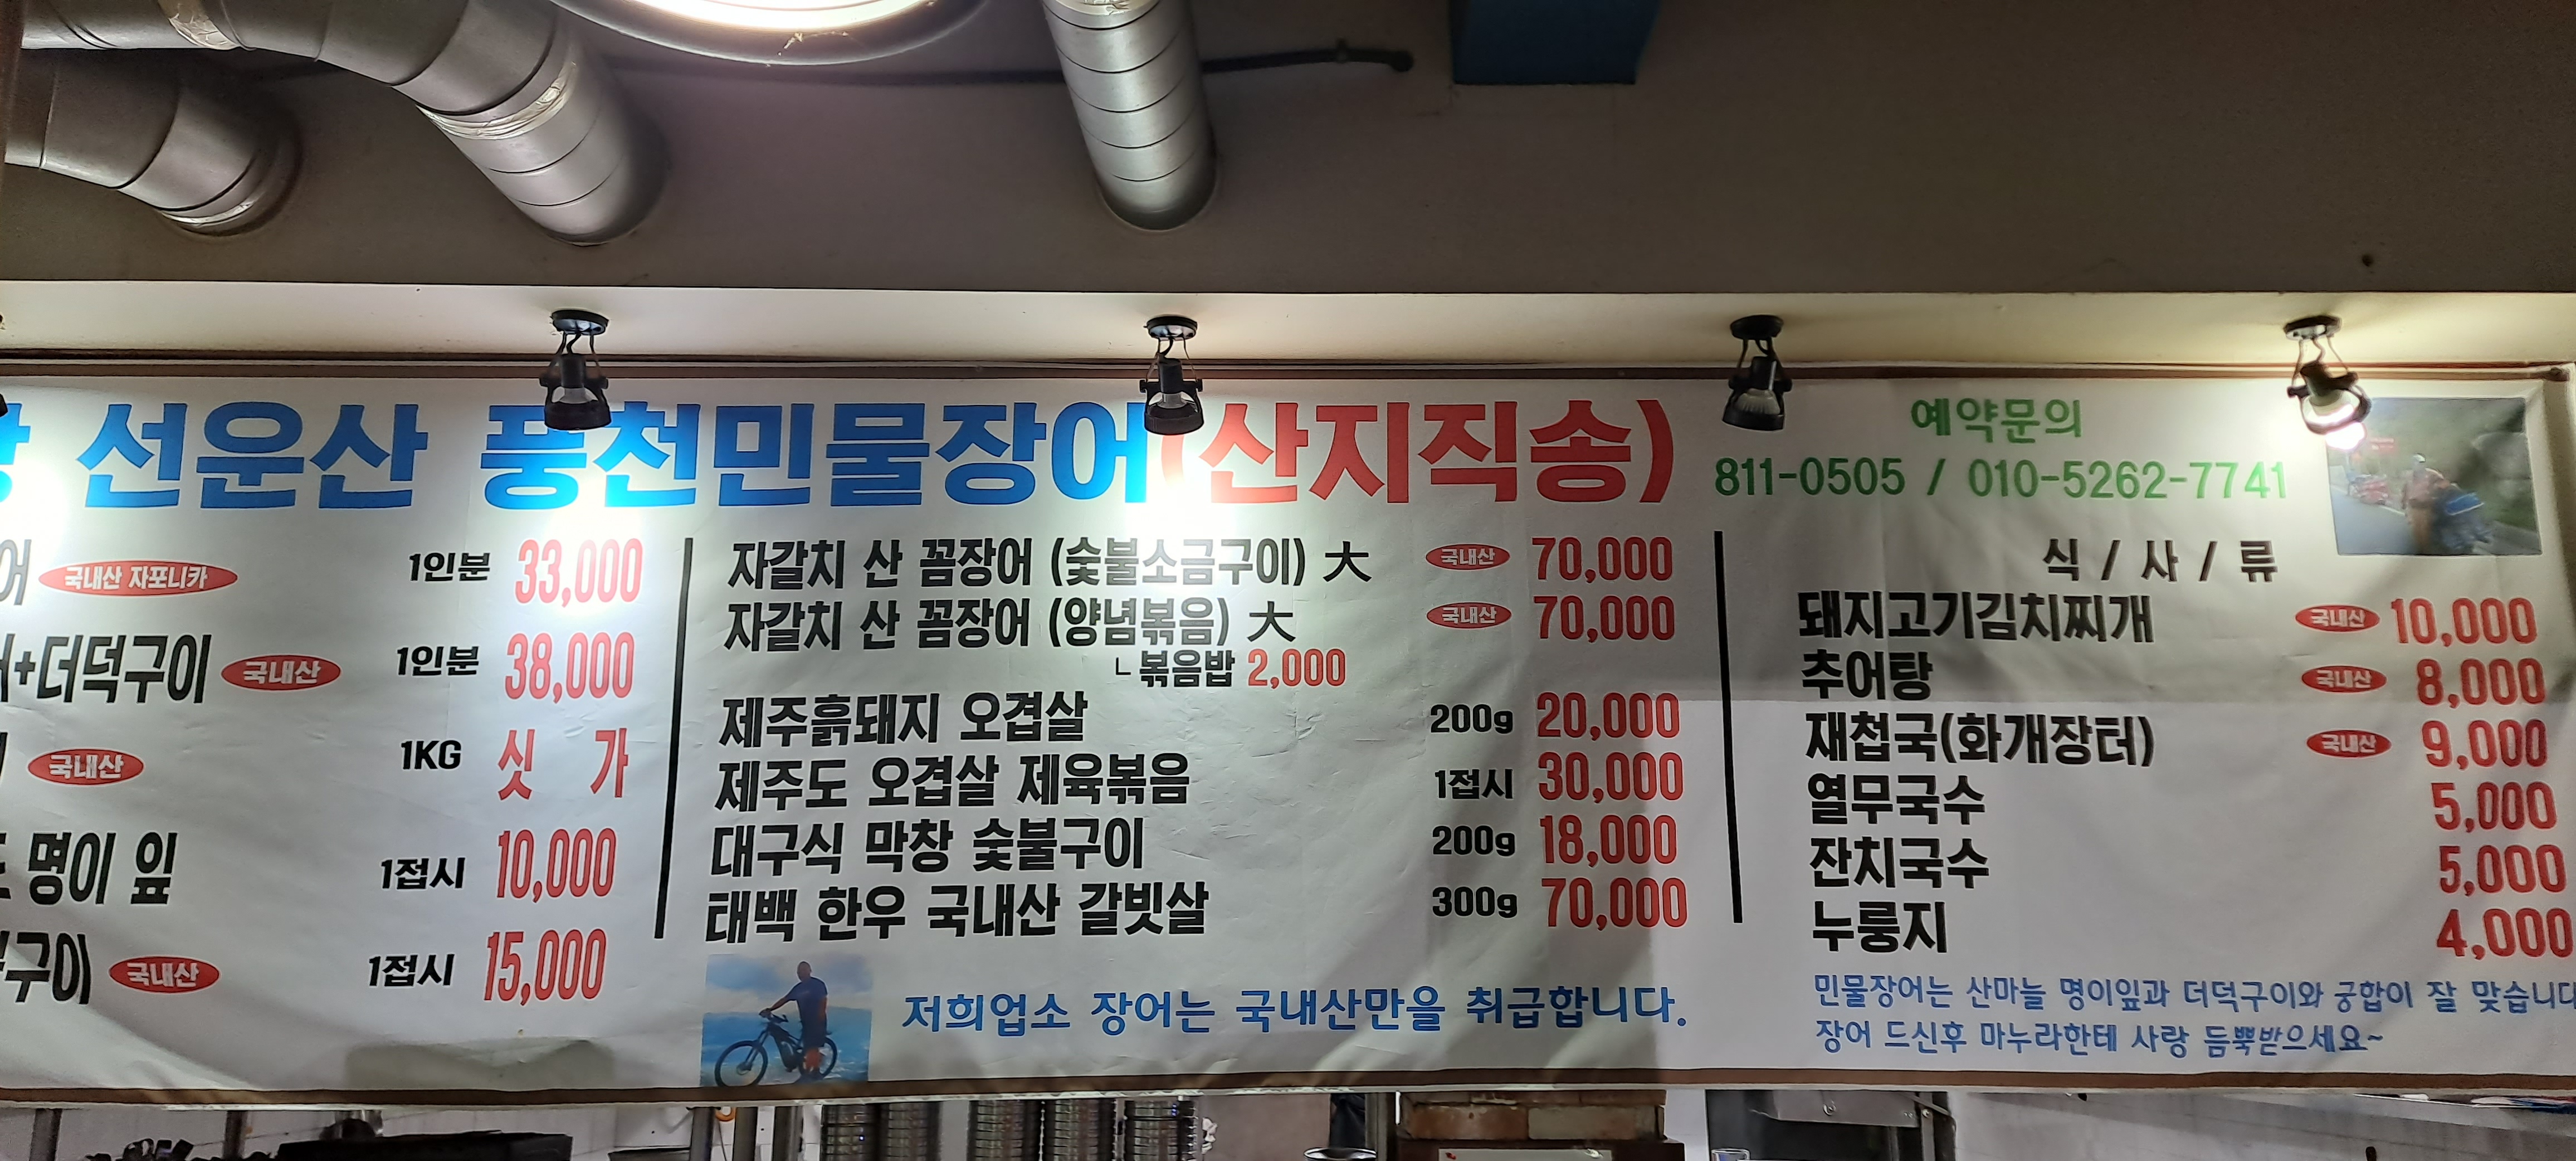 선운산 풍천민물장어(산지직송)
예약문의
811-0505 / 010-5262-7741
어 국내산 자포니카 1인분 33,000
+더덕구이 국내산 1인분 38,000
국내산 1KG 싯 가
명이 잎 1접시 10,000
구이 국내산 1접시 15,000
자갈치 산 꼼장어 (숯불소금구이) 大 국내산 70,000
자갈치 산 꼼장어 (양념볶음) 大 국내산 70,000
ㄴ볶음밥 2,000
제주흙돼지 오겹살 200g 20,000
제주도 오겹살 제육볶음 1접시 30,000
대구식 막창 숯불구이 200g 18,000
태백 한우 국내산 갈빗살 300g 70,000
저희업소 장어는 국내산만을 취급합니다.
식 / 사 / 류
돼지고기김치찌개 국내산 10,000
추어탕 국내산 8,000
재첩국(화개장터) 국내산 9,000
열무국수 5,000
잔치국수 5,000
누룽지 4,000
민물장어는 산마늘 명이잎과 더덕구이와 궁합이 잘 맞습니다
장어 드신후 마누라한테 사랑 듬뿍받으세요~